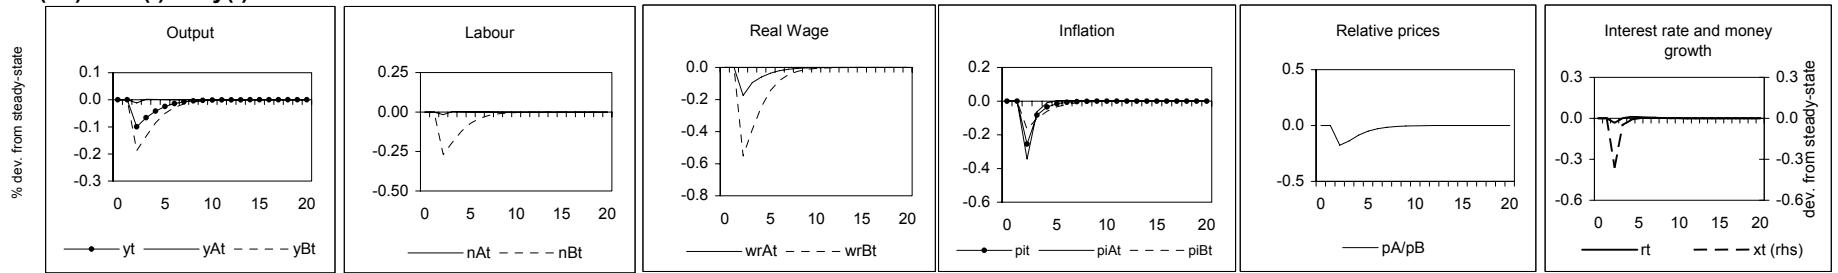 % dev. from steady-state
Output
0.1
0.0
-0.1
-0.2
-0.3
0 5 10 15 20
yt yAt yBt
Labour
0.25
0.00
-0.25
-0.50
0 5 10 15 20
nAt nBt
Real Wage
0.0
-0.2
-0.4
-0.6
-0.8
0 5 10 15 20
wrAt wrBt
Inflation
0.2
0.0
-0.2
-0.4
-0.6
0 5 10 15 20
pit piAt piBt
Relative prices
0.5
0.0
-0.5
0 5 10 15 20
pA/pB
Interest rate and money
growth
0.3 0.3
0.0 0.0
-0.3 -0.3
-0.6 -0.6
0 5 10 15 20
dev. from steady-state
rt xt (rhs)